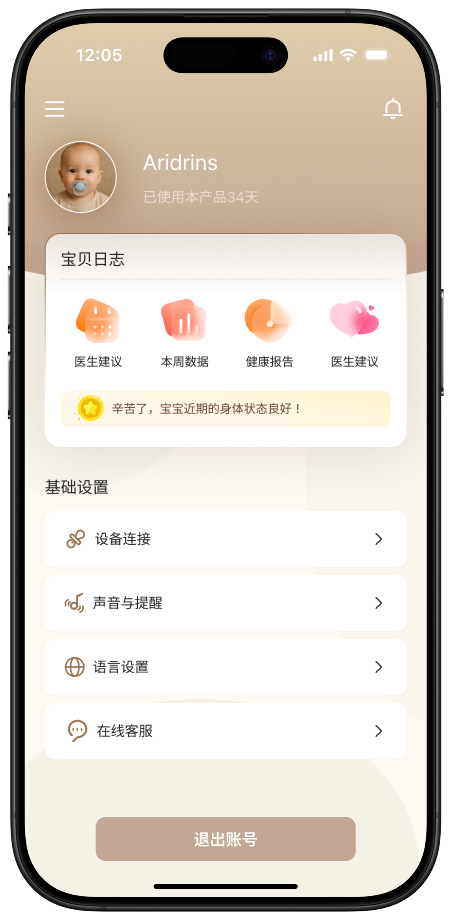 12:05
Aridrins
已使用本产品34天
宝贝日志
医生建议
本周数据
健康报告
医生建议
辛苦了，宝宝近期的身体状态良好！
基础设置
设备连接
声音与提醒
语言设置
在线客服
退出账号